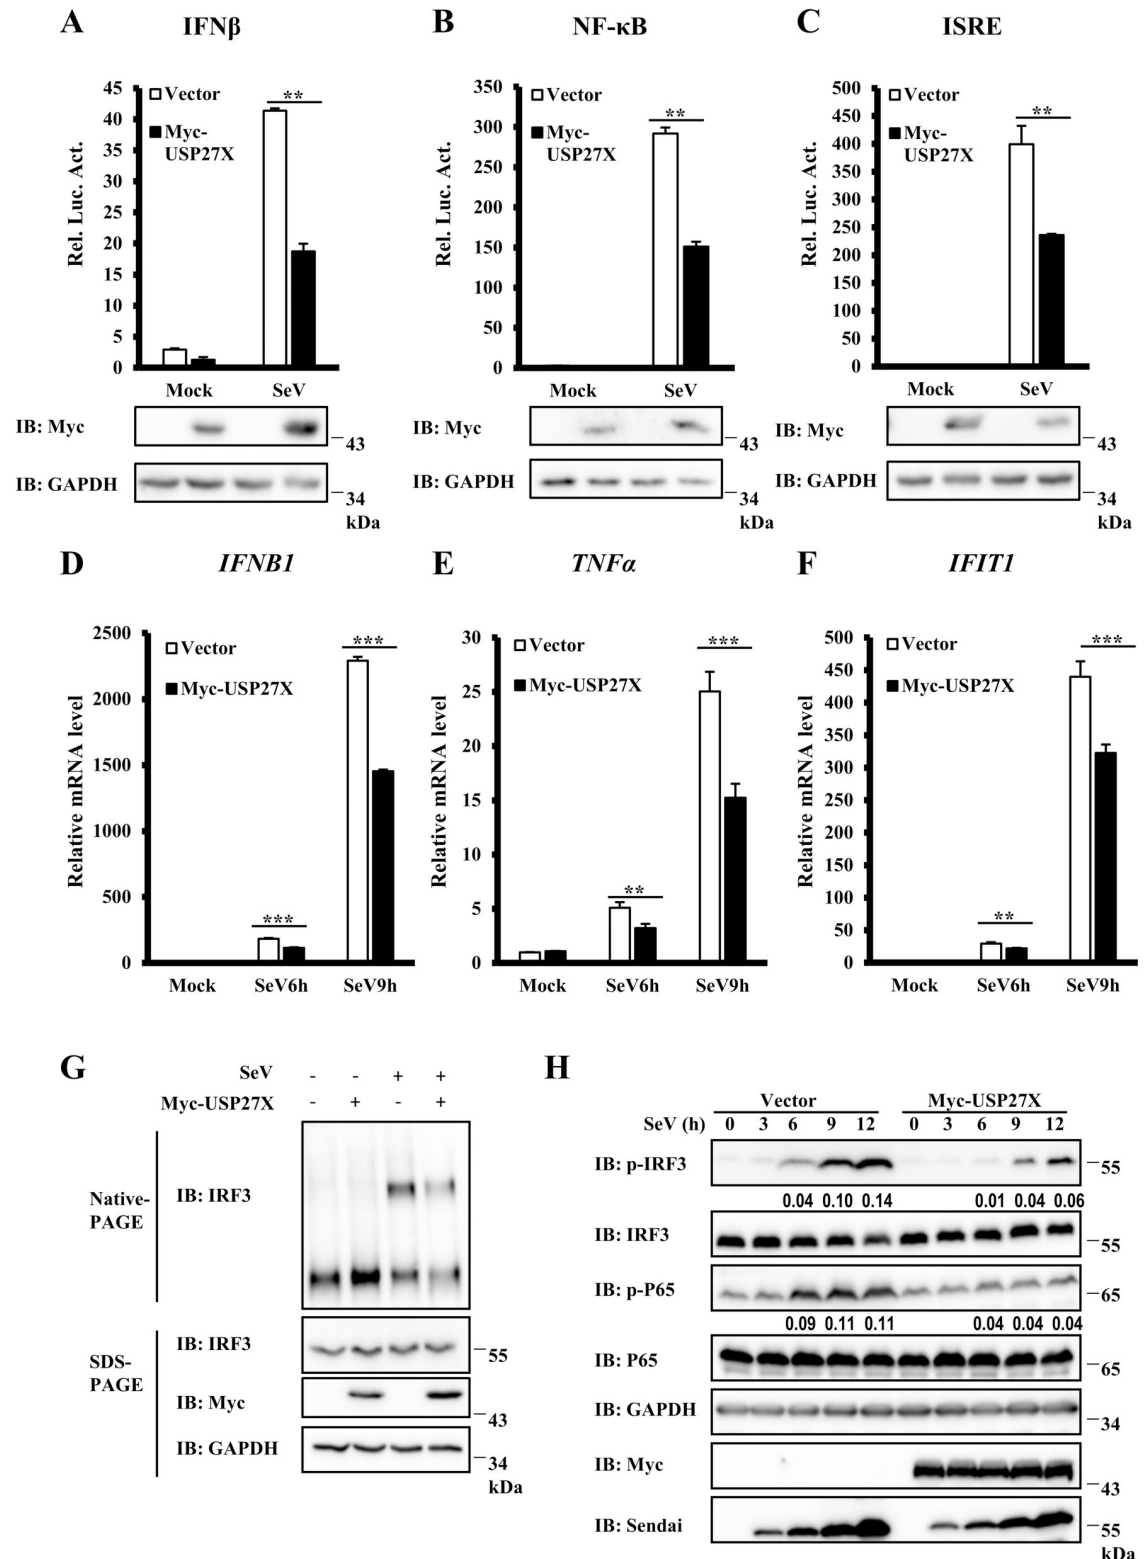 A IFNβ
45
40
35
30
25
20
15
10
5
0
Rel. Luc. Act.
Vector
Myc-
USP27X
**
Mock SeV
IB: Myc
43
IB: GAPDH
34
kDa
B NF-κB
350
300
250
200
150
100
50
0
Rel. Luc. Act.
Vector
Myc-
USP27X
**
Mock SeV
IB: Myc
43
IB: GAPDH
34
kDa
C ISRE
500
450
400
350
300
250
200
150
100
50
0
Rel. Luc. Act.
Vector
Myc-
USP27X
**
Mock SeV
IB: Myc
43
IB: GAPDH
34
kDa
D IFNB1
2500
2000
1500
1000
500
0
Relative mRNA level
Vector
Myc-USP27X
***
***
Mock SeV6h SeV9h
E TNFα
30
25
20
15
10
5
0
Relative mRNA level
Vector
Myc-USP27X
**
***
Mock SeV6h SeV9h
F IFIT1
500
450
400
350
300
250
200
150
100
50
0
Relative mRNA level
Vector
Myc-USP27X
**
***
Mock SeV6h SeV9h
G
SeV - - + +
Myc-USP27X - + - +
Native-
PAGE
IB: IRF3
SDS-
PAGE
IB: IRF3 55
IB: Myc 43
IB: GAPDH 34
kDa
H
Vector Myc-USP27X
SeV (h) 0 3 6 9 12 0 3 6 9 12
IB: p-IRF3 55
0.04 0.10 0.14 0.01 0.04 0.06
IB: IRF3 55
IB: p-P65 65
0.09 0.11 0.11 0.04 0.04 0.04
IB: P65 65
IB: GAPDH 34
IB: Myc 43
IB: Sendai 55
kDa